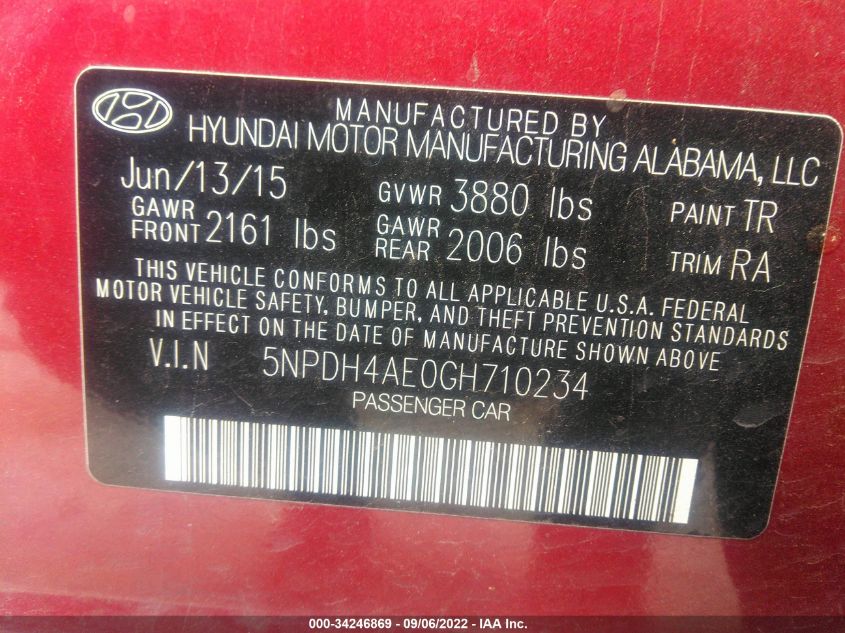 MANUFACTURED BY
HYUNDAI MOTOR MANUFACTURING ALABAMA, LLC
Jun/13/15 GVWR 3880 lbs PAINT TR
GAWR FRONT 2161 lbs GAWR REAR 2006 lbs TRIM RA
THIS VEHICLE CONFORMS TO ALL APPLICABLE U.S.A. FEDERAL
MOTOR VEHICLE SAFETY, BUMPER, AND THEFT PREVENTION STANDARDS
IN EFFECT ON THE DATE OF MANUFACTURE SHOWN ABOVE
V.I.N 5NPDH4AE0GH710234
PASSENGER CAR
000-34246869 - 09/06/2022 - IAA Inc.